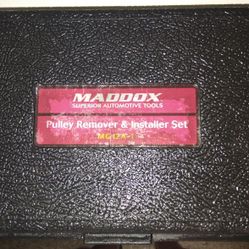 MADDOX
SUPERIOR AUTOMOTIVE TOOLS
Pulley Remover & Installer Set